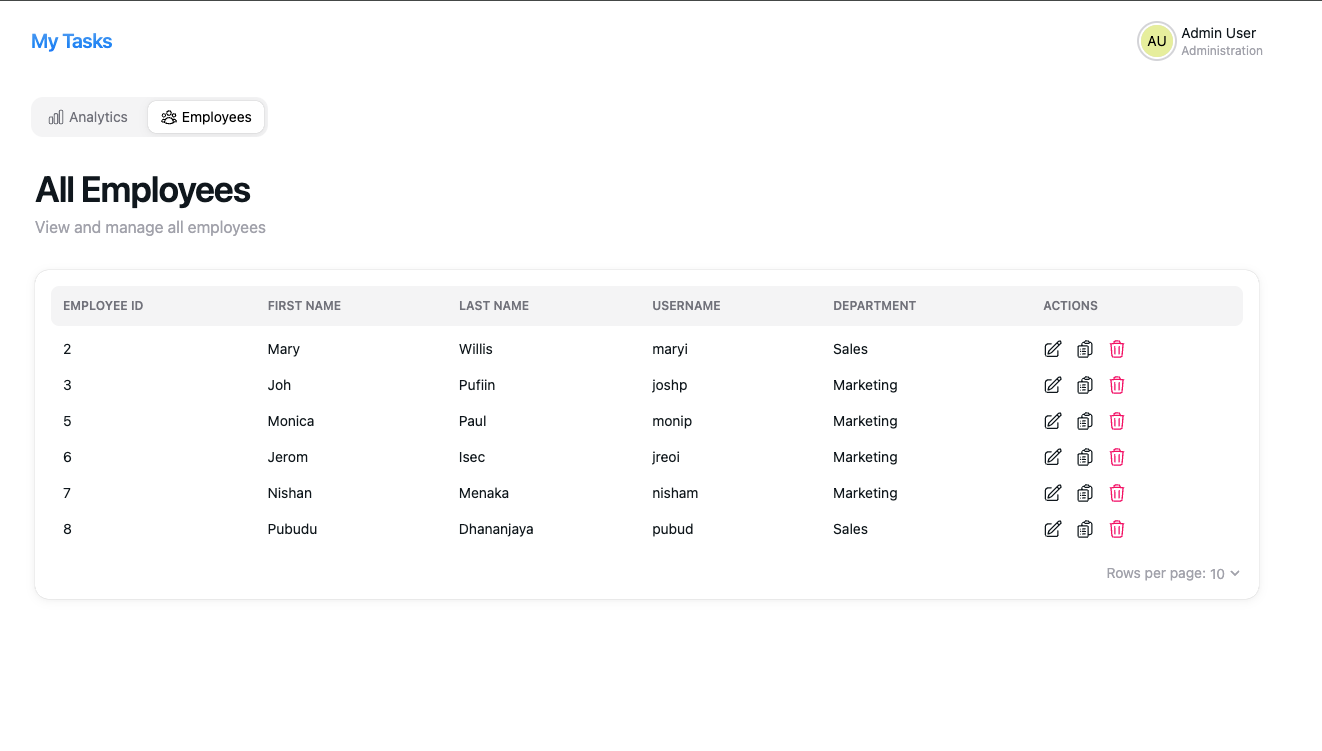 My Tasks
AU
Admin User
Administration
Analytics
Employees
All Employees
View and manage all employees
EMPLOYEE ID FIRST NAME LAST NAME USERNAME DEPARTMENT ACTIONS
2 Mary Willis maryi Sales
3 Joh Pufiin joshp Marketing
5 Monica Paul monip Marketing
6 Jerom Isec jreoi Marketing
7 Nishan Menaka nisham Marketing
8 Pubudu Dhananjaya pubud Sales
Rows per page: 10